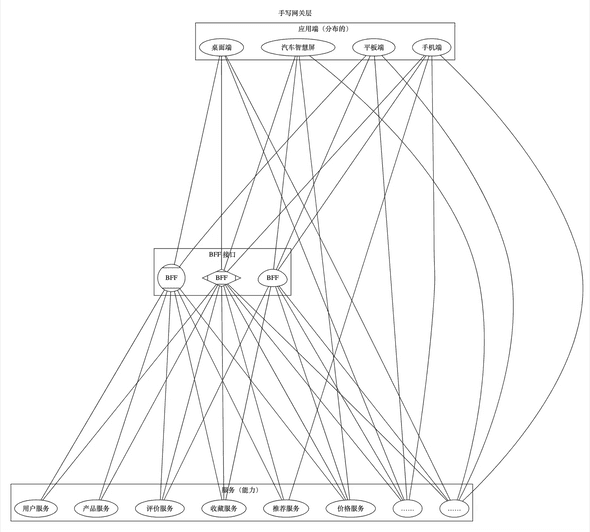 手写网关层
应用端（分布的）
桌面端
汽车智慧屏
平板端
手机端
BFF 接口
BFF
BFF
BFF
服务（能力）
用户服务
产品服务
评价服务
收藏服务
推荐服务
价格服务
……
……